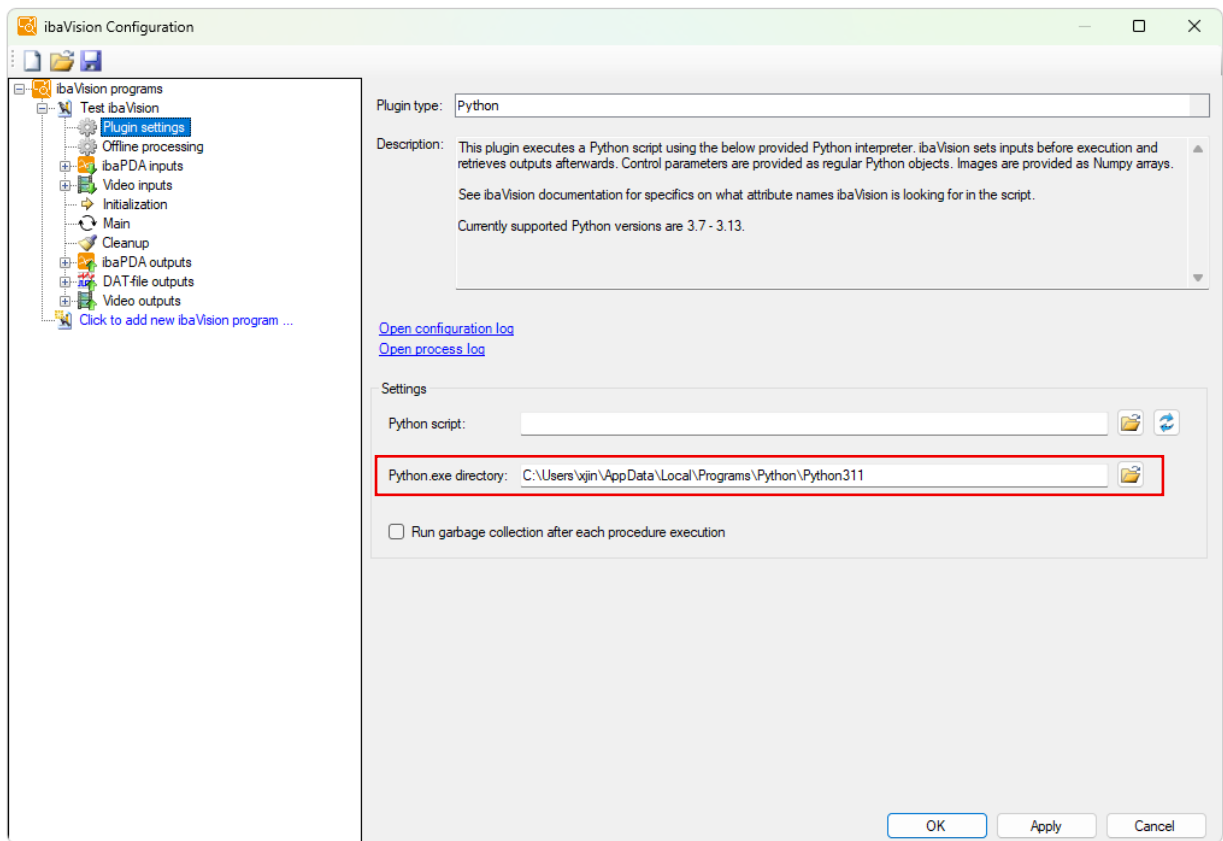 ibaVision Configuration
ibaVision programs
Test ibaVision
Plugin settings
Offline processing
ibaPDA inputs
Video inputs
Initialization
Main
Cleanup
ibaPDA outputs
DAT-file outputs
Video outputs
Click to add new ibaVision program ...
Plugin type: Python
Description: This plugin executes a Python script using the below provided Python interpreter. ibaVision sets inputs before execution and
retrieves outputs afterwards. Control parameters are provided as regular Python objects. Images are provided as Numpy arrays.
See ibaVision documentation for specifics on what attribute names ibaVision is looking for in the script.
Currently supported Python versions are 3.7 - 3.13.
Open configuration log
Open process log
Settings
Python script:
Python.exe directory: C:\Users\xjin\AppData\Local\Programs\Python\Python311
Run garbage collection after each procedure execution
OK Apply Cancel